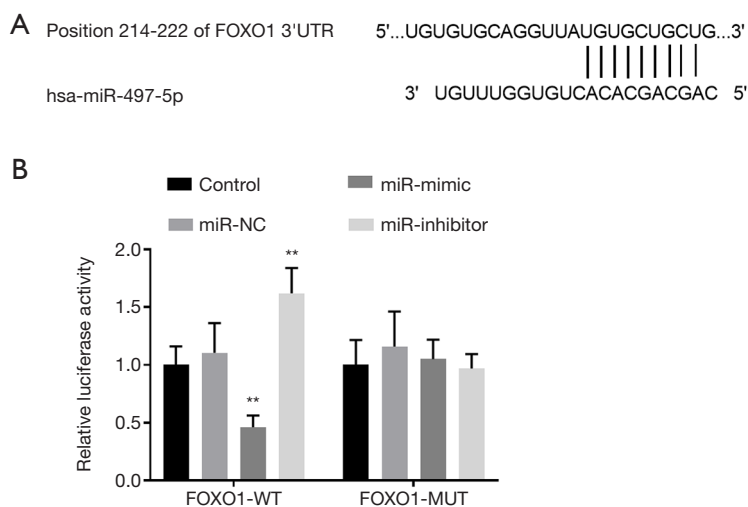 A
Position 214-222 of FOXO1 3'UTR
5'...UGUGUGCAGGUUAUGUGCUGCUG...3'
hsa-miR-497-5p
3' UGUUUGGUGUCACACGACGAC 5'
B
Control
miR-mimic
miR-NC
miR-inhibitor
Relative luciferase activity
2.0
1.5
1.0
0.5
0.0
**
**
FOXO1-WT
FOXO1-MUT